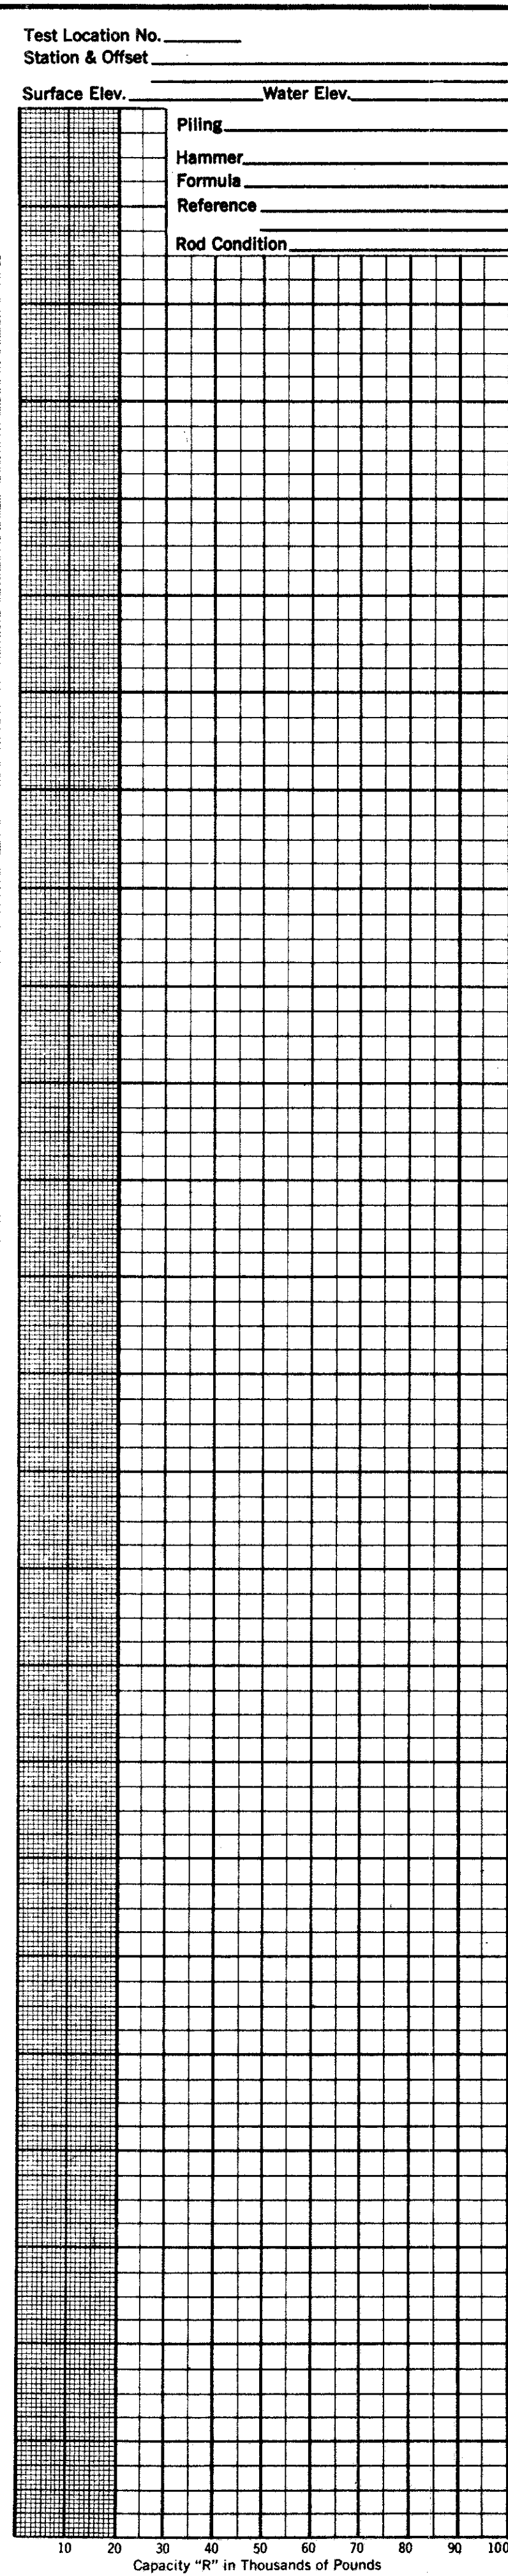 Test Location No.
Station & Offset
Surface Elev. Water Elev.
Piling
Hammer
Formula
Reference
Rod Condition
10 20 30 40 50 60 70 80 90 100
Capacity "R" in Thousands of Pounds